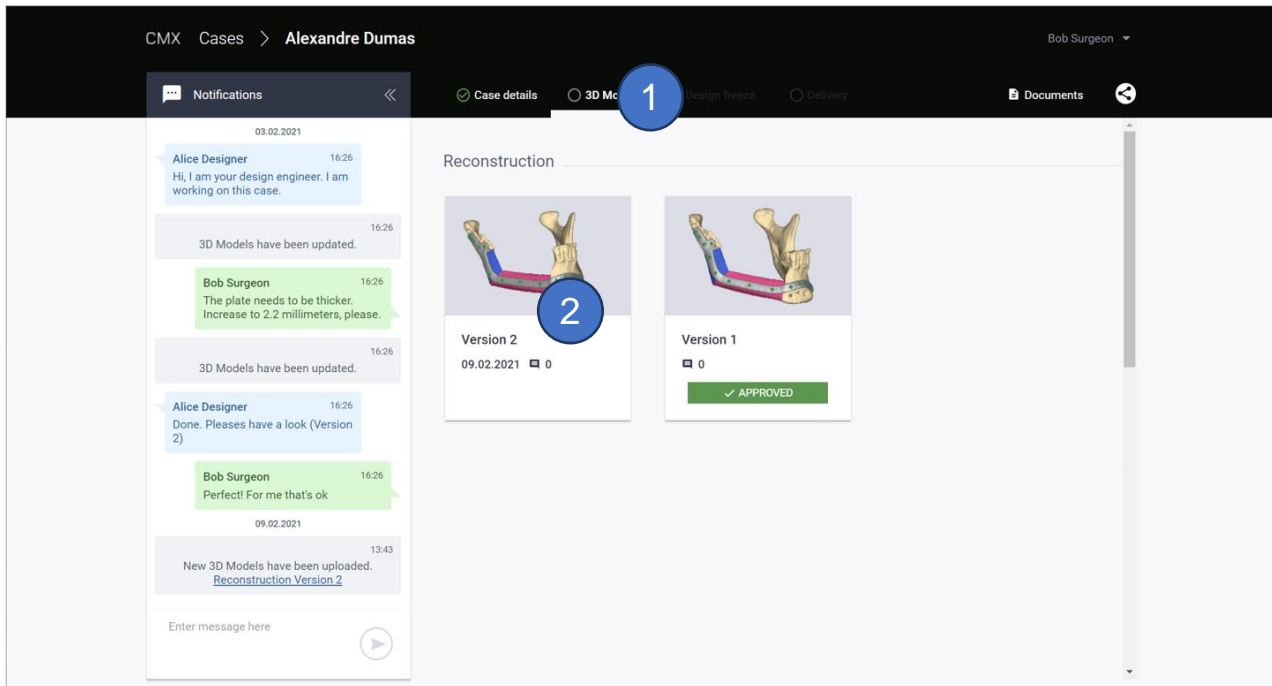 CMX Cases > Alexandre Dumas
Bob Surgeon
Notifications
Case details
3D Mo
1
Design freeze
Delivery
Documents
03.02.2021
Alice Designer 16:26
Hi, I am your design engineer. I am
working on this case.
16:26
3D Models have been updated.
Bob Surgeon 16:26
The plate needs to be thicker.
Increase to 2.2 millimeters, please.
16:26
3D Models have been updated.
Alice Designer 16:26
Done. Pleases have a look (Version
2)
Bob Surgeon 16:26
Perfect! For me that's ok
09.02.2021
13:43
New 3D Models have been uploaded.
Reconstruction Version 2
Enter message here
Reconstruction
2
Version 2
09.02.2021 0
Version 1
0
APPROVED